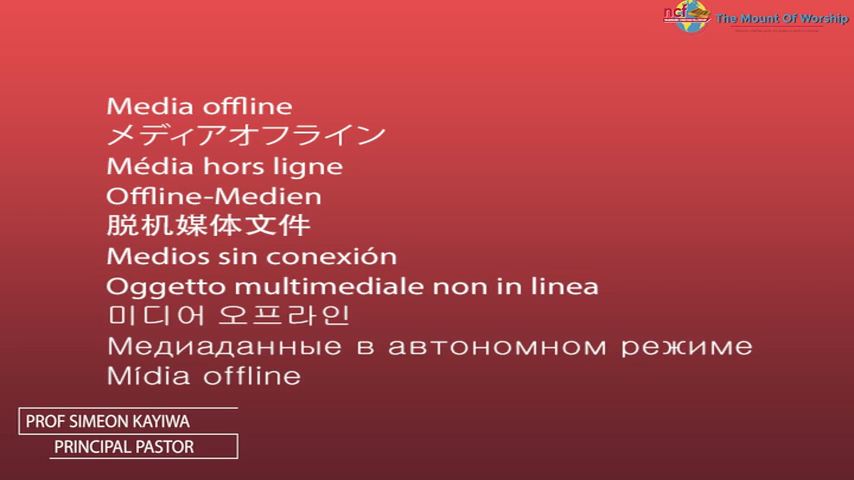 ncf
The Mount Of Worship
Media offline
メディアオフライン
Média hors ligne
Offline-Medien
脱机媒体文件
Medios sin conexión
Oggetto multimediale non in linea
미디어 오프라인
Медиаданные в автономном режиме
Mídia offline
PROF SIMEON KAYIWA
PRINCIPAL PASTOR